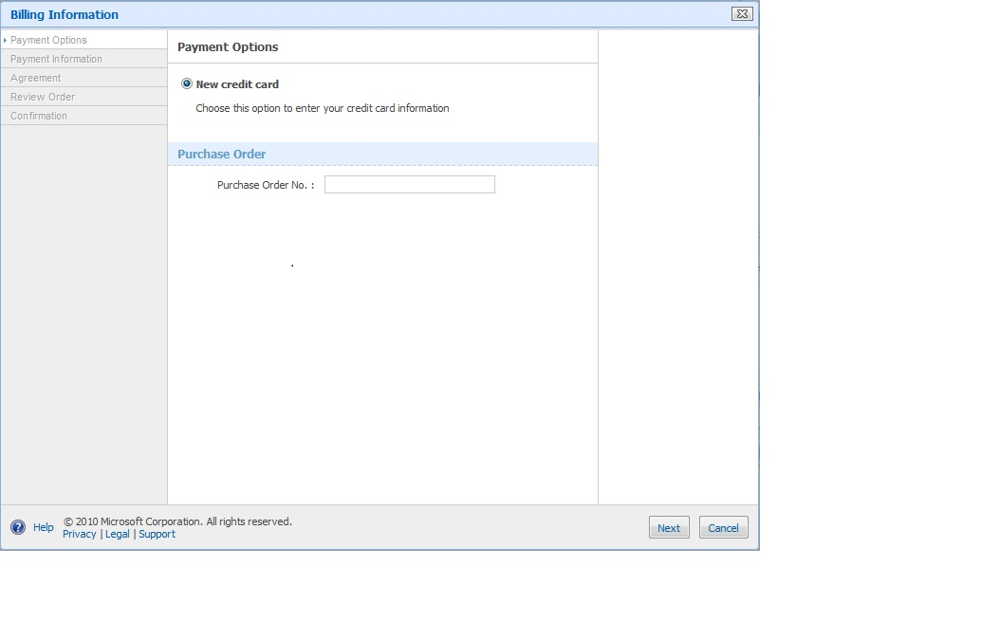 Billing Information
Payment Options
Payment Information
Agreement
Review Order
Confirmation
Payment Options
New credit card
Choose this option to enter your credit card information
Purchase Order
Purchase Order No. :
Help
© 2010 Microsoft Corporation. All rights reserved.
Privacy | Legal | Support
Next
Cancel